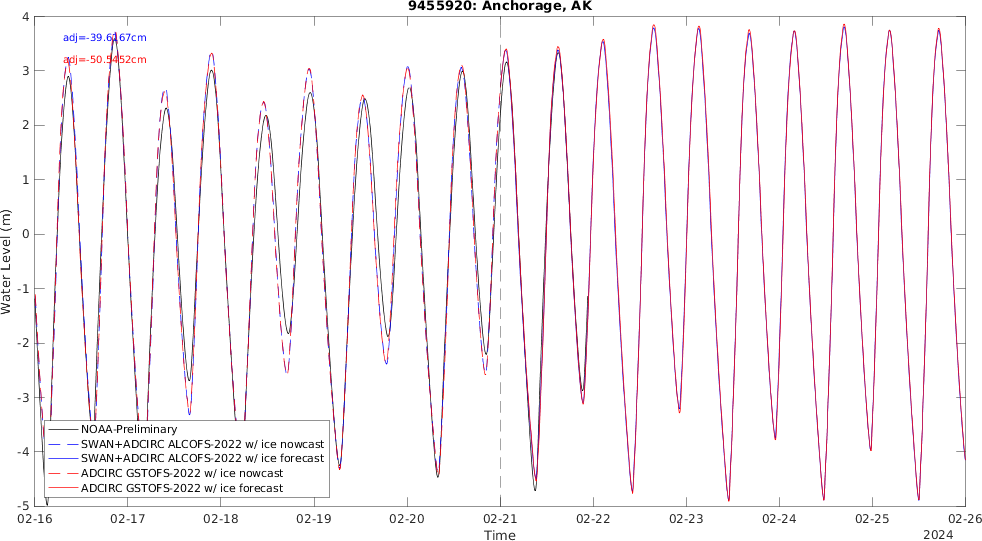 9455920: Anchorage, AK
adj=-39.6167cm
adj=-50.5452cm
4
3
2
1
0
-1
-2
-3
-4
-5
Water Level (m)
NOAA-Preliminary
SWAN+ADCIRC ALCOFS-2022 w/ ice nowcast
SWAN+ADCIRC ALCOFS-2022 w/ ice forecast
ADCIRC GSTOFS-2022 w/ ice nowcast
ADCIRC GSTOFS-2022 w/ ice forecast
02-16 02-17 02-18 02-19 02-20 02-21 02-22 02-23 02-24 02-25 02-26
Time
2024